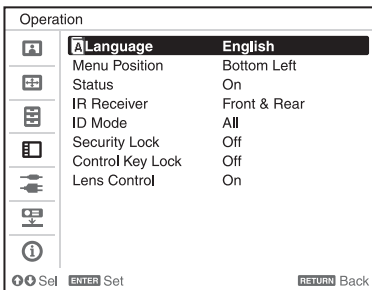 Operation
Language English
Menu Position Bottom Left
Status On
IR Receiver Front & Rear
ID Mode All
Security Lock Off
Control Key Lock Off
Lens Control On
Sel ENTER Set RETURN Back